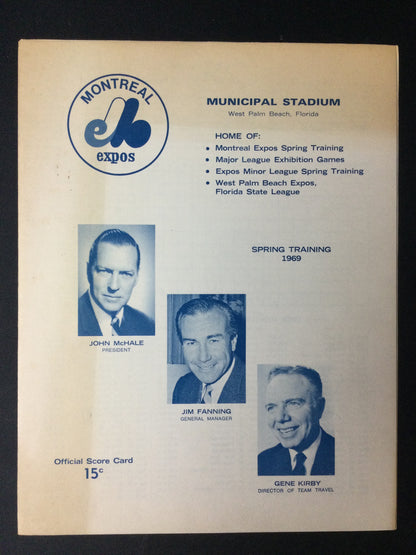 MONTREAL
eb
expos
MUNICIPAL STADIUM
West Palm Beach, Florida
HOME OF:
• Montreal Expos Spring Training
• Major League Exhibition Games
• Expos Minor League Spring Training
• West Palm Beach Expos,
Florida State League
SPRING TRAINING
1969
JOHN McHALE
PRESIDENT
JIM FANNING
GENERAL MANAGER
GENE KIRBY
DIRECTOR OF TEAM TRAVEL
Official Score Card
15c